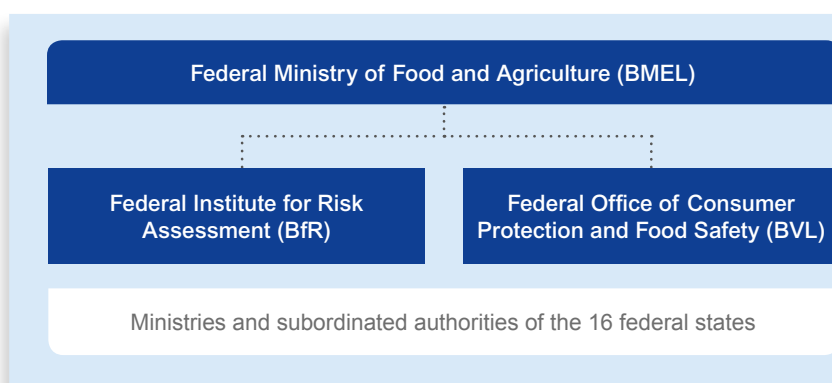 Federal Ministry of Food and Agriculture (BMEL)
Federal Institute for Risk
Assessment (BfR)
Federal Office of Consumer
Protection and Food Safety (BVL)
Ministries and subordinated authorities of the 16 federal states